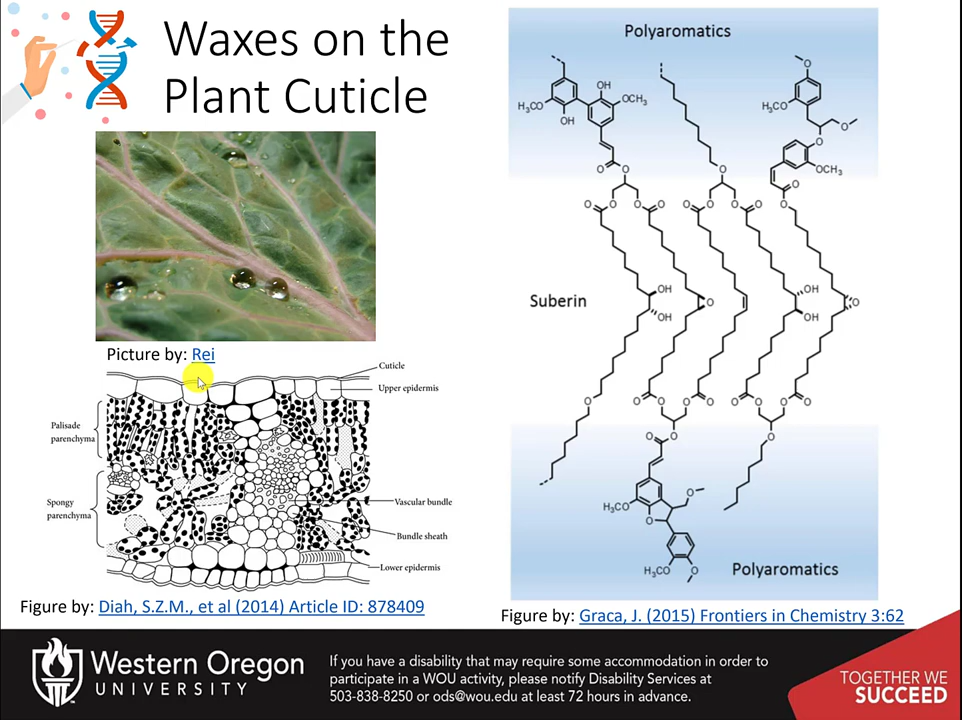 Waxes on the
Plant Cuticle
Picture by: Rei
Cuticle
Upper epidermis
Palisade
parenchyma
Spongy
parenchyma
Vascular bundle
Bundle sheath
Lower epidermis
Figure by: Diah, S.Z.M., et al (2014) Article ID: 878409
Polyaromatics
H₃CO
OH
OH
OCH₃
O
O
O
H₃CO
O
O
O
OCH₃
O
O
O
O
O
O
O
O
O
O
O
Suberin
OH
OH
O
OH
OH
O
O
O
O
O
O
O
O
O
O
O
O
O
H₃CO
O
O
H₃CO
O
Polyaromatics
Figure by: Graca, J. (2015) Frontiers in Chemistry 3:62
Western Oregon
UNIVERSITY
If you have a disability that may require some accommodation in order to
participate in a WOU activity, please notify Disability Services at
503-838-8250 or ods@wou.edu at least 72 hours in advance.
TOGETHER WE
SUCCEED